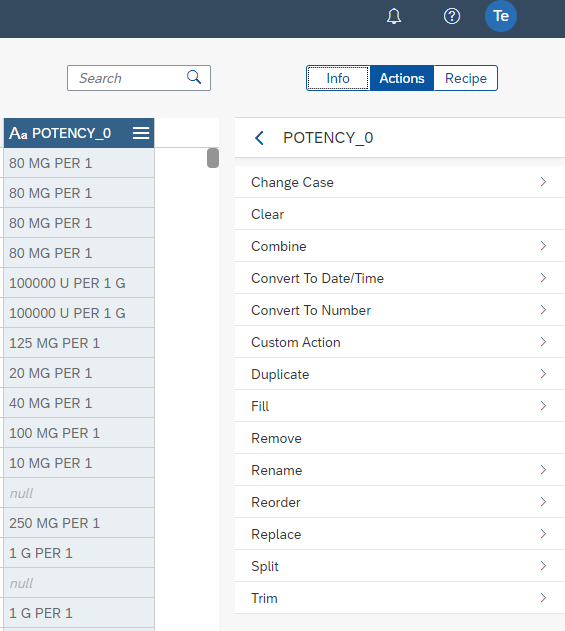 Te
Search
Info Actions Recipe
Aa POTENCY_0
80 MG PER 1
80 MG PER 1
80 MG PER 1
80 MG PER 1
100000 U PER 1 G
100000 U PER 1 G
125 MG PER 1
20 MG PER 1
40 MG PER 1
100 MG PER 1
10 MG PER 1
null
250 MG PER 1
1 G PER 1
null
1 G PER 1
POTENCY_0
Change Case
Clear
Combine
Convert To Date/Time
Convert To Number
Custom Action
Duplicate
Fill
Remove
Rename
Reorder
Replace
Split
Trim